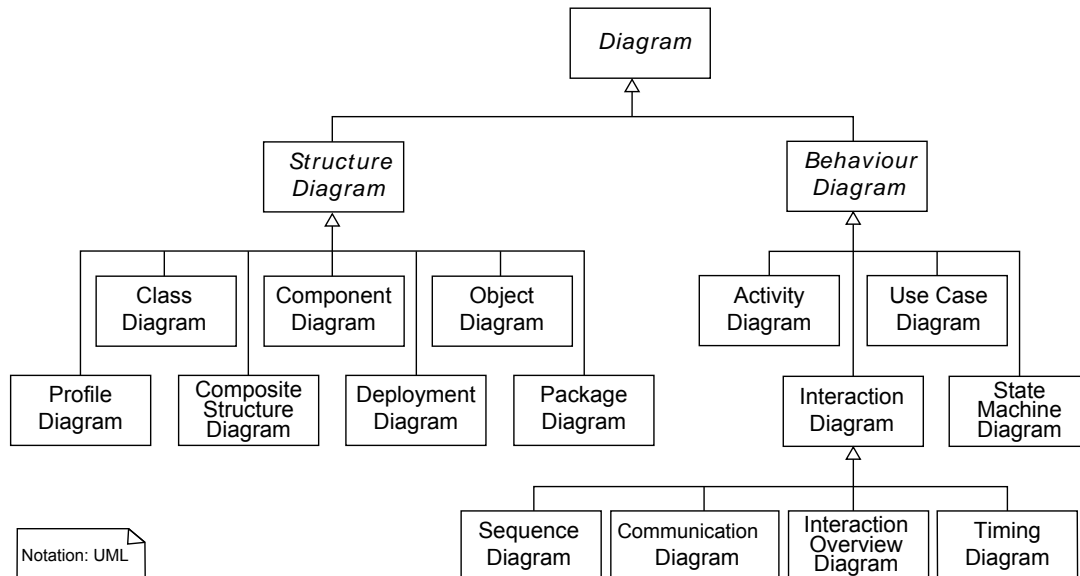 Diagram
Structure
Diagram
Behaviour
Diagram
Class
Diagram
Component
Diagram
Object
Diagram
Activity
Diagram
Use Case
Diagram
Profile
Diagram
Composite
Structure
Diagram
Deployment
Diagram
Package
Diagram
Interaction
Diagram
State
Machine
Diagram
Sequence
Diagram
Communication
Diagram
Interaction
Overview
Diagram
Timing
Diagram
Notation: UML